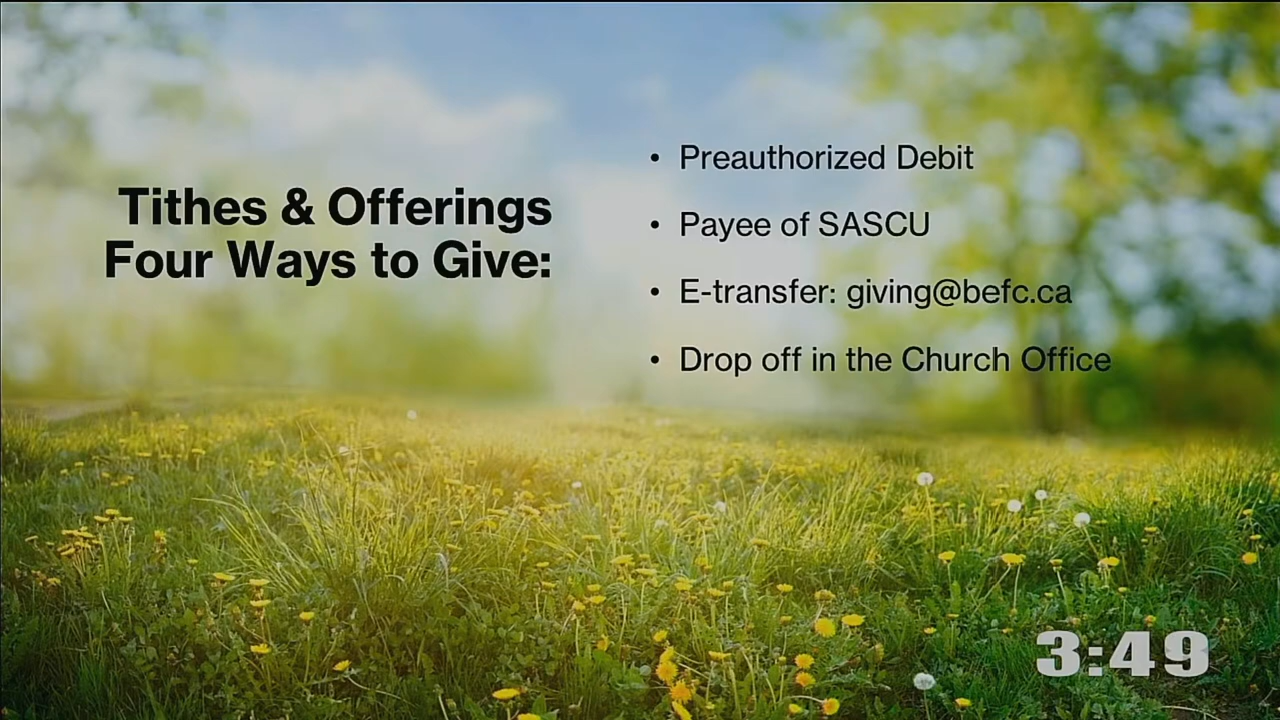 Tithes & Offerings
Four Ways to Give:
• Preauthorized Debit
• Payee of SASCU
• E-transfer: giving@befc.ca
• Drop off in the Church Office
3:49